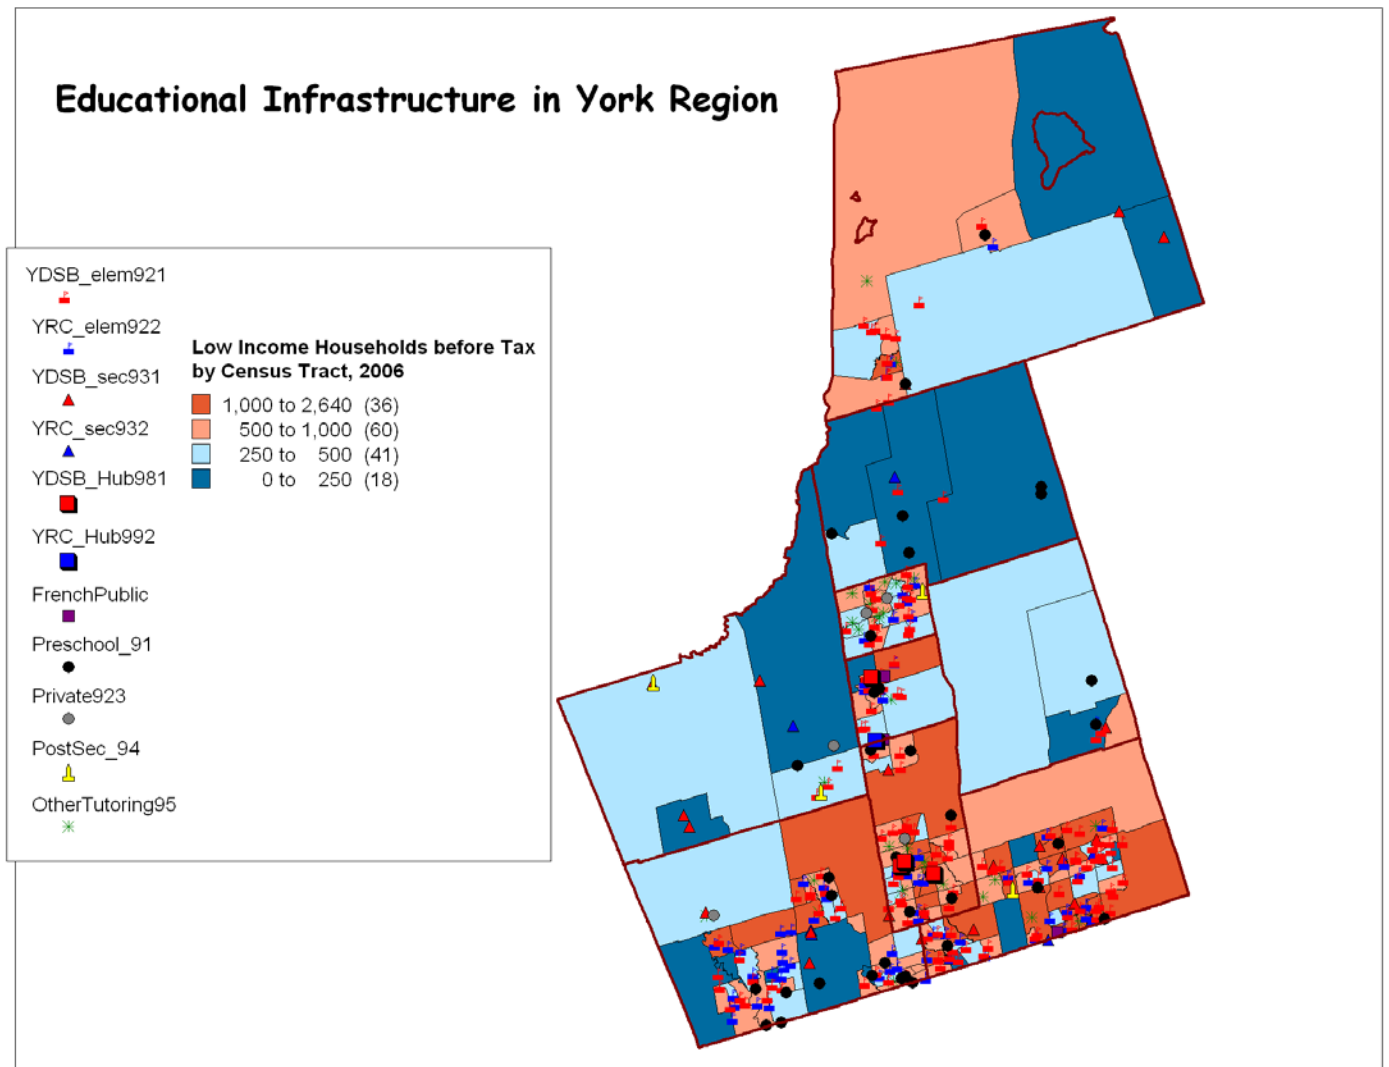 Educational Infrastructure in York Region
YDSB_elem921
YRC_elem922
YDSB_sec931
YRC_sec932
YDSB_Hub981
YRC_Hub992
FrenchPublic
Preschool_91
Private923
PostSec_94
OtherTutoring95
Low Income Households before Tax
by Census Tract, 2006
1,000 to 2,640 (36)
500 to 1,000 (60)
250 to 500 (41)
0 to 250 (18)